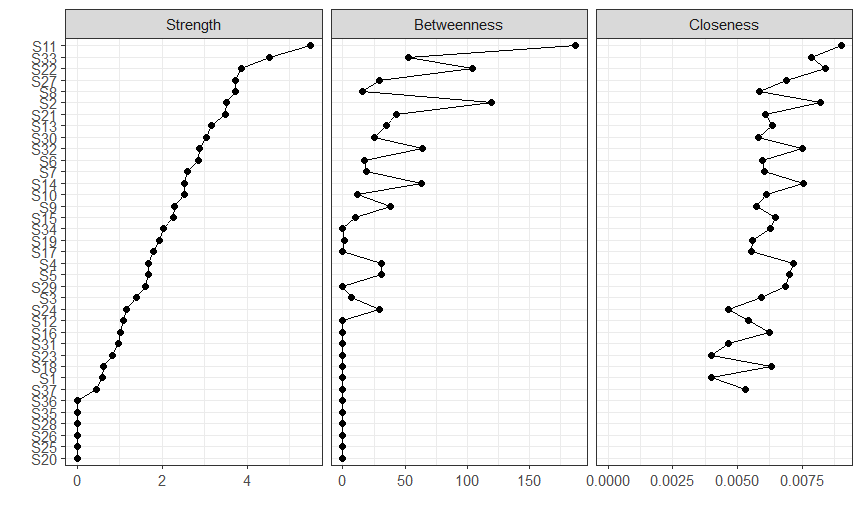 Strength Betweenness Closeness
S11
S33
S22
S27
S8
S2
S21
S13
S30
S32
S6
S7
S14
S10
S9
S15
S34
S19
S17
S4
S5
S29
S3
S24
S12
S16
S31
S23
S18
S1
S37
S36
S35
S28
S26
S25
S20
0 2 4 0 50 100 150 0.0000 0.0025 0.0050 0.0075